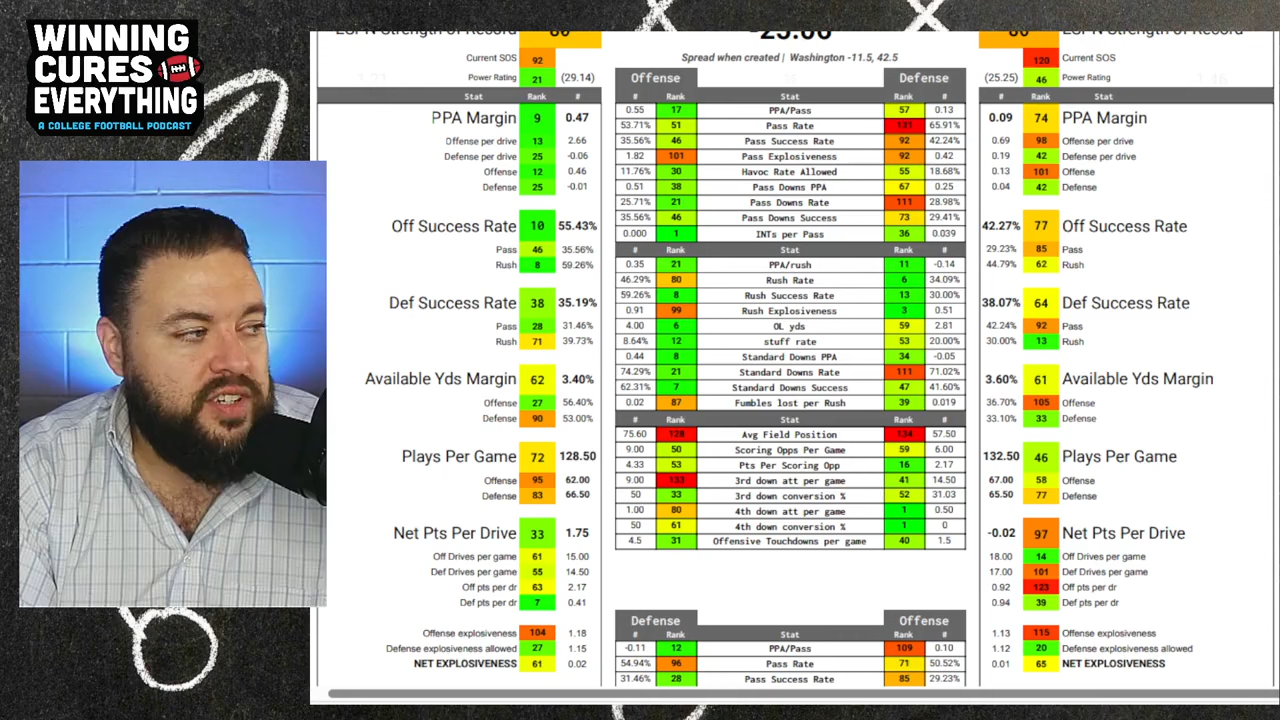 WINNING
CURES
EVERYTHING
A COLLEGE FOOTBALL PODCAST
ESPN Strength of Record 80 -25.00 80 ESPN Strength of Record
Current SOS 92 Spread when created | Washington -11.5, 42.5 120 Current SOS
Power Rating 21 (29.14) Offense Defense (25.25) 46 Power Rating
Stat Rank # # Rank Stat Rank # # Rank Stat
0.55 17 PPA/Pass 57 0.13
PPA Margin 9 0.47 53.71% 51 Pass Rate 131 65.91% 0.09 74 PPA Margin
Offense per drive 13 2.66 35.56% 46 Pass Success Rate 92 42.24% 0.69 98 Offense per drive
Defense per drive 25 -0.06 1.82 101 Pass Explosiveness 92 0.42 0.19 42 Defense per drive
Offense 12 0.46 11.76% 30 Havoc Rate Allowed 55 18.68% 0.13 101 Offense
Defense 25 -0.01 0.51 38 Pass Downs PPA 67 0.25 0.04 42 Defense
25.71% 21 Pass Downs Rate 111 28.98%
Off Success Rate 10 55.43% 35.56% 46 Pass Downs Success 73 29.41% 42.27% 77 Off Success Rate
0.000 1 INTs per Pass 36 0.039
Pass 46 35.56% # Rank Stat Rank # 29.23% 85 Pass
Rush 8 59.26% 0.35 21 PPA/rush 11 -0.14 44.79% 62 Rush
46.29% 80 Rush Rate 6 34.09%
Def Success Rate 38 35.19% 59.26% 8 Rush Success Rate 13 30.00% 38.07% 64 Def Success Rate
0.91 99 Rush Explosiveness 3 0.51
Pass 28 31.46% 4.00 6 OL yds 59 2.81 42.24% 92 Pass
Rush 71 39.73% 8.64% 12 stuff rate 53 20.00% 30.00% 13 Rush
0.44 8 Standard Downs PPA 34 -0.05
Available Yds Margin 62 3.40% 74.29% 21 Standard Downs Rate 111 71.02% 3.60% 61 Available Yds Margin
62.31% 7 Standard Downs Success 47 41.60%
Offense 27 56.40% 0.02 87 Fumbles lost per Rush 39 0.019 36.70% 105 Offense
Defense 90 53.00% # Rank Stat Rank # 33.10% 33 Defense
75.60 128 Avg Field Position 134 57.50
Plays Per Game 72 128.50 9.00 50 Scoring Opps Per Game 59 6.00 132.50 46 Plays Per Game
4.33 53 Pts Per Scoring Opp 16 2.17
Offense 95 62.00 9.00 133 3rd down att per game 41 14.50 67.00 58 Offense
Defense 83 66.50 50 33 3rd down conversion % 52 31.03 65.50 77 Defense
1.00 80 4th down att per game 1 0.50
Net Pts Per Drive 33 1.75 50 61 4th down conversion % 1 0 -0.02 97 Net Pts Per Drive
4.5 31 Offensive Touchdowns per game 40 1.5
Off Drives per game 61 15.00 18.00 14 Off Drives per game
Def Drives per game 55 14.50 17.00 101 Def Drives per game
Off pts per dr 63 2.17 0.92 123 Off pts per dr
Def pts per dr 7 0.41 0.94 39 Def pts per dr
Defense Offense
Offense explosiveness 104 1.18 # Rank Stat Rank # 1.13 115 Offense explosiveness
Defense explosiveness allowed 27 1.15 -0.11 12 PPA/Pass 109 0.10 1.12 20 Defense explosiveness allowed
NET EXPLOSIVENESS 61 0.02 54.94% 96 Pass Rate 71 50.52% 0.01 65 NET EXPLOSIVENESS
31.46% 28 Pass Success Rate 85 29.23%